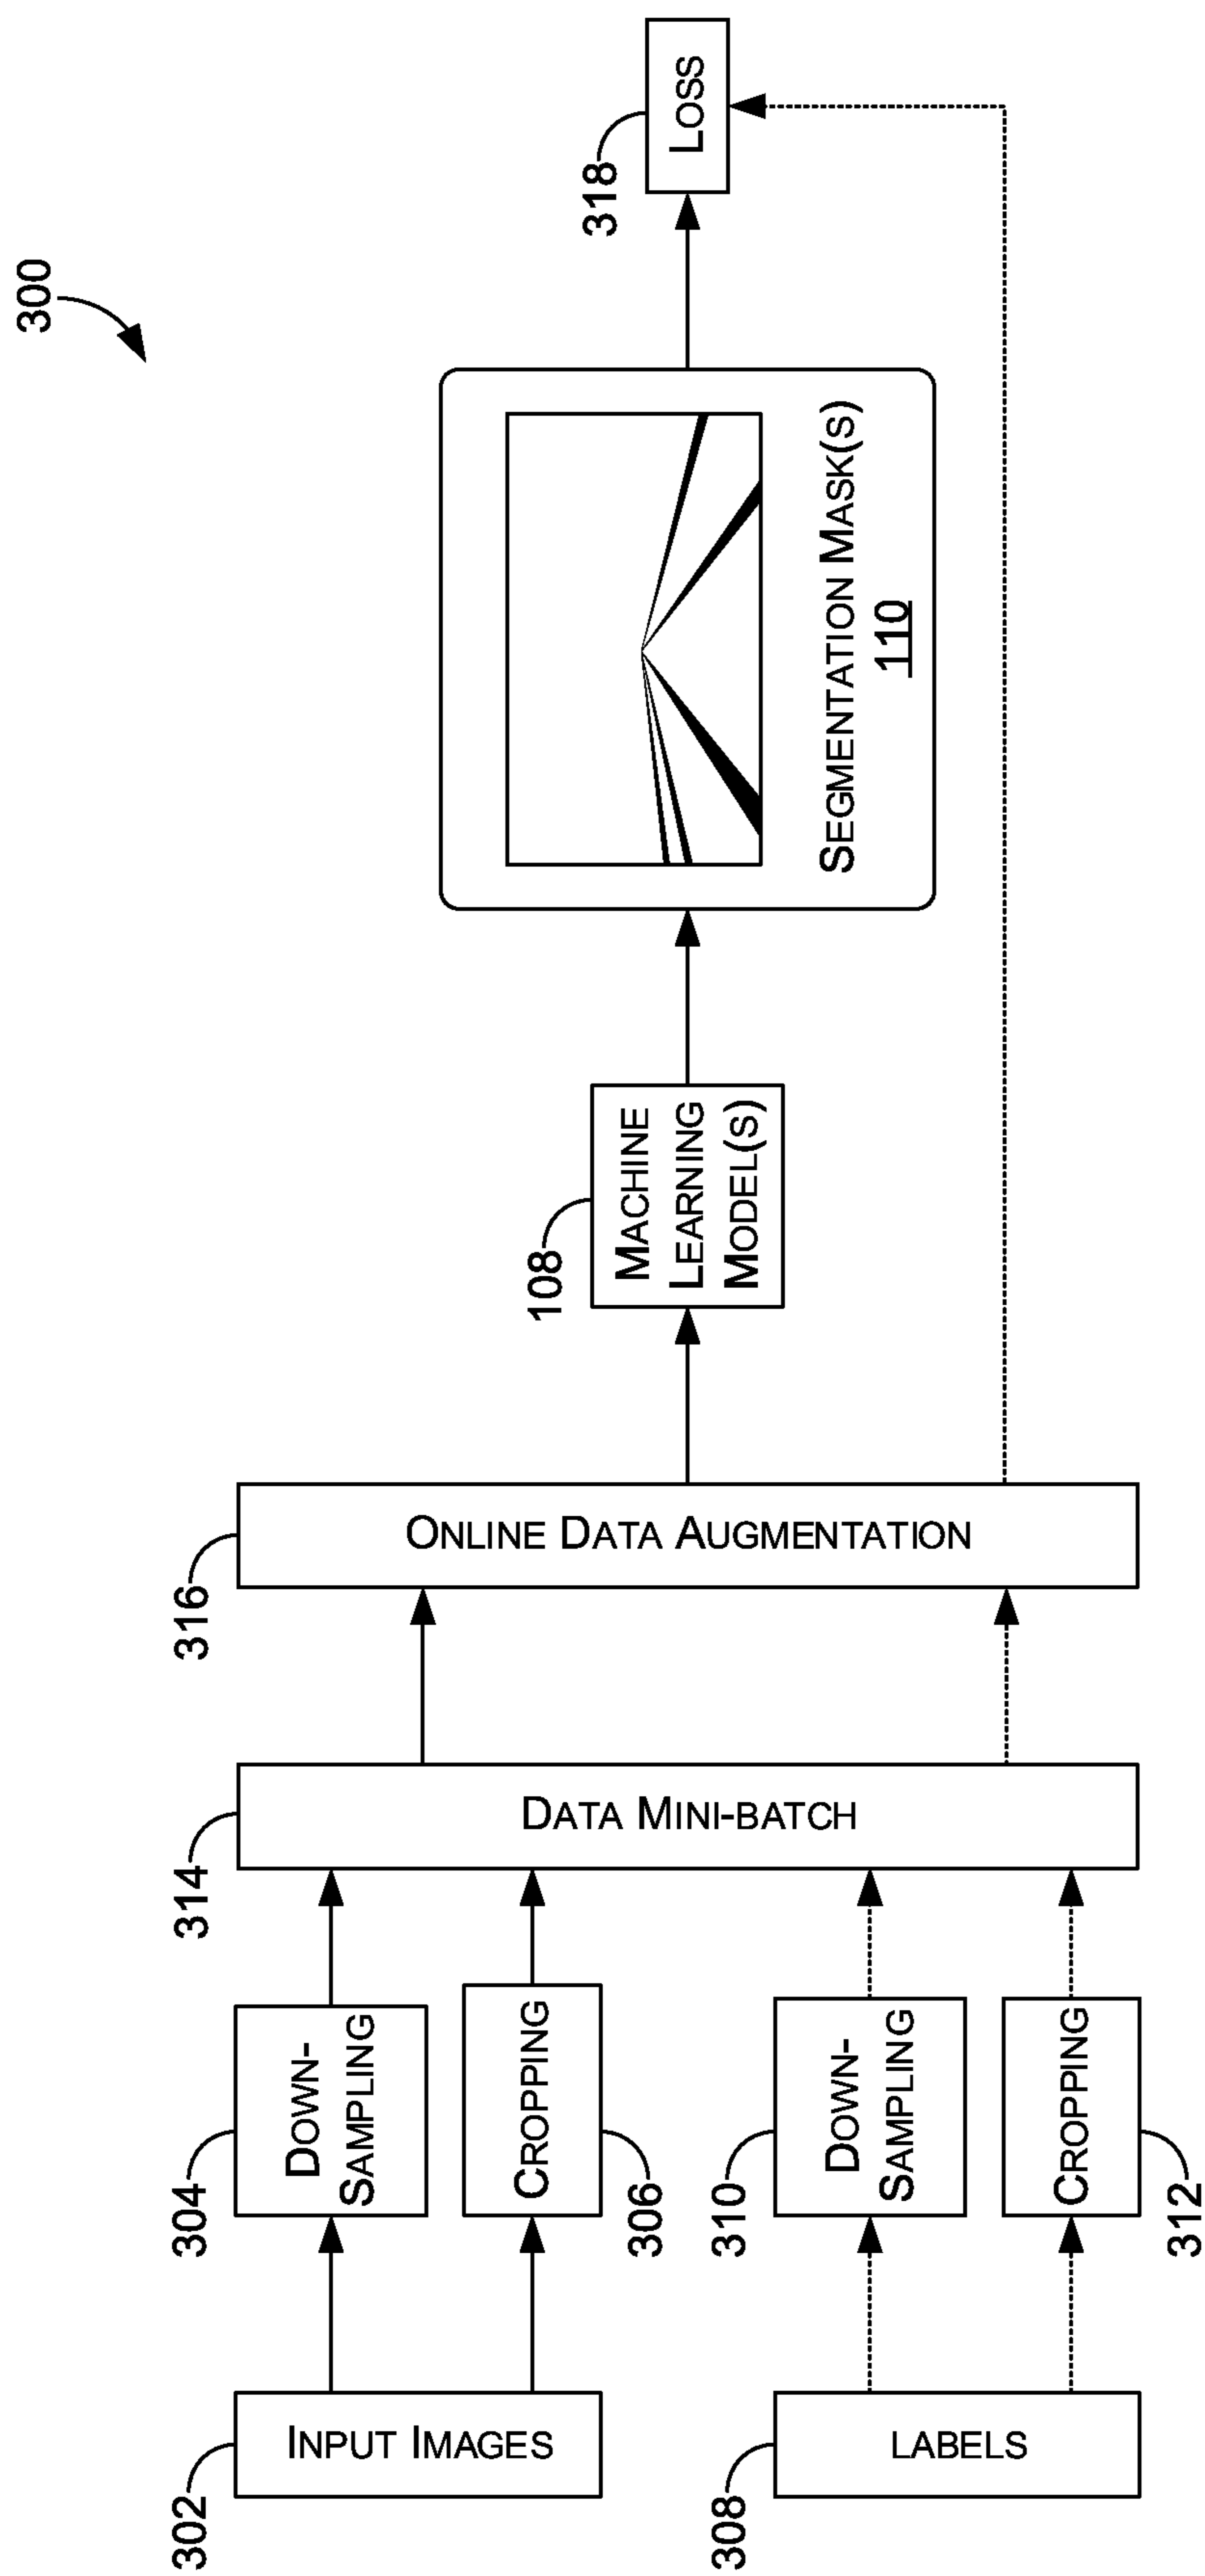 300
302
INPUT IMAGES
304
DOWN-
SAMPLING
CROPPING
306
308
LABELS
310
DOWN-
SAMPLING
CROPPING
312
314
DATA MINI-BATCH
316
ONLINE DATA AUGMENTATION
108
MACHINE
LEARNING
MODEL(S)
SEGMENTATION MASK(S)
110
318
LOSS